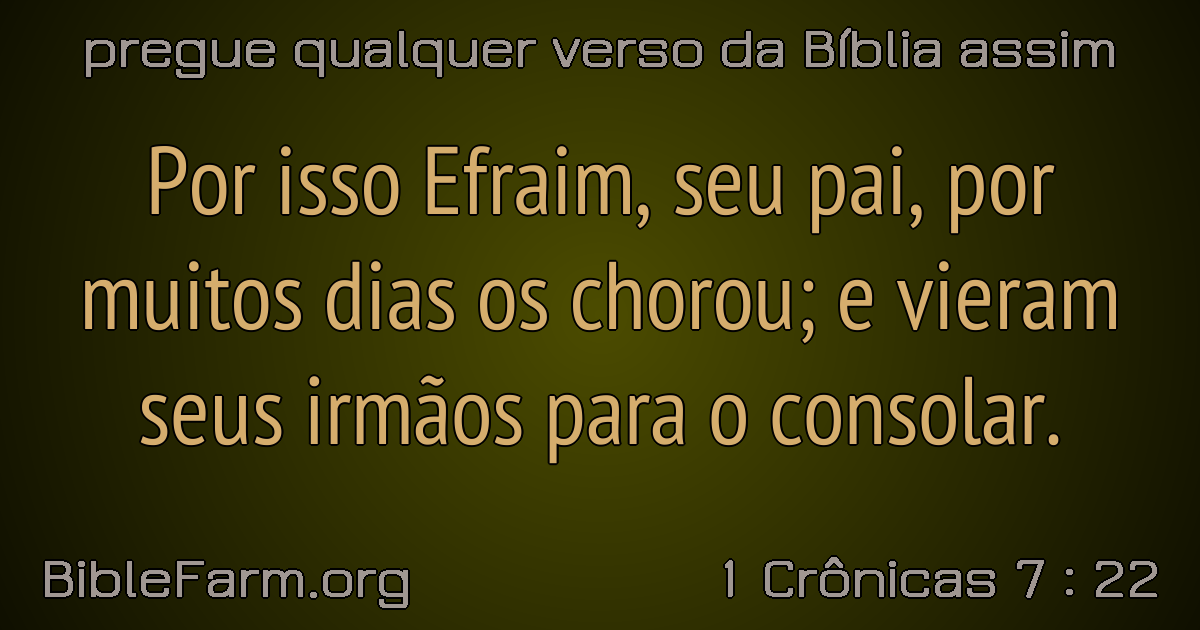 pregue qualquer verso da Bíblia assim
Por isso Efraim, seu pai, por
muitos dias os chorou; e vieram
seus irmãos para o consolar.
BibleFarm.org
1 Crônicas 7 : 22